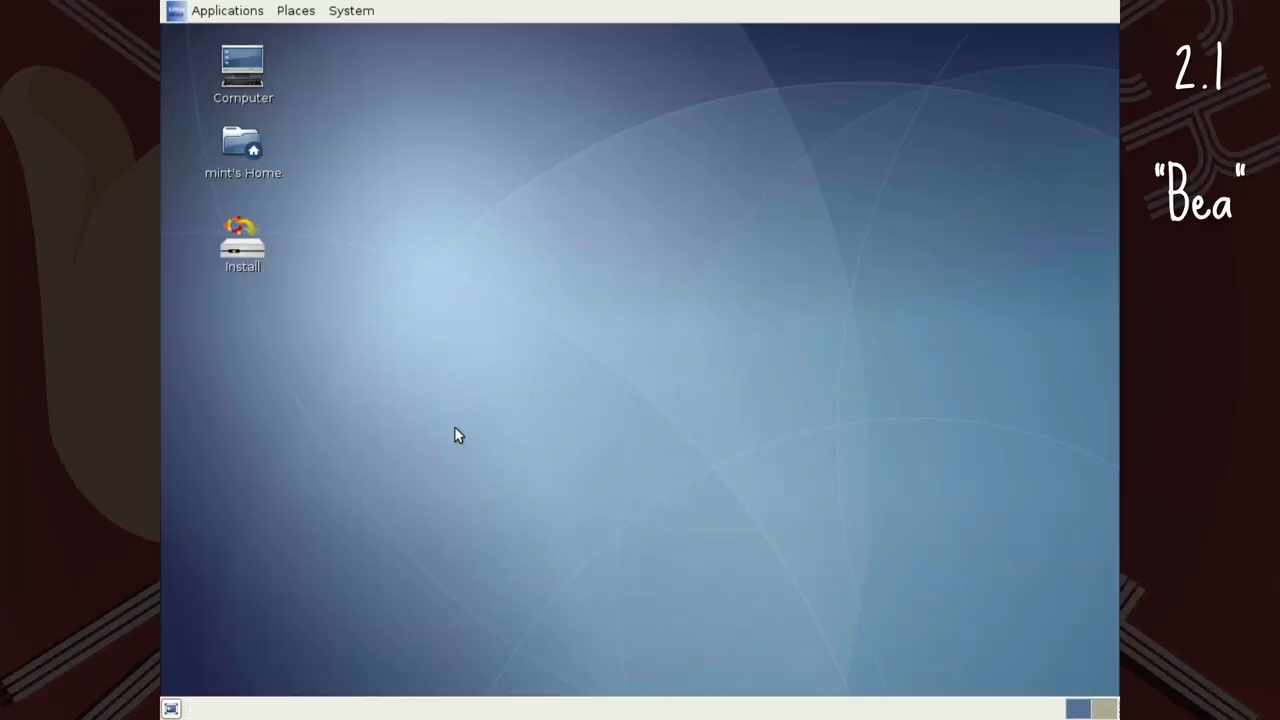 Applications Places System
2.1
Computer
mint's Home
"Bea"
Install